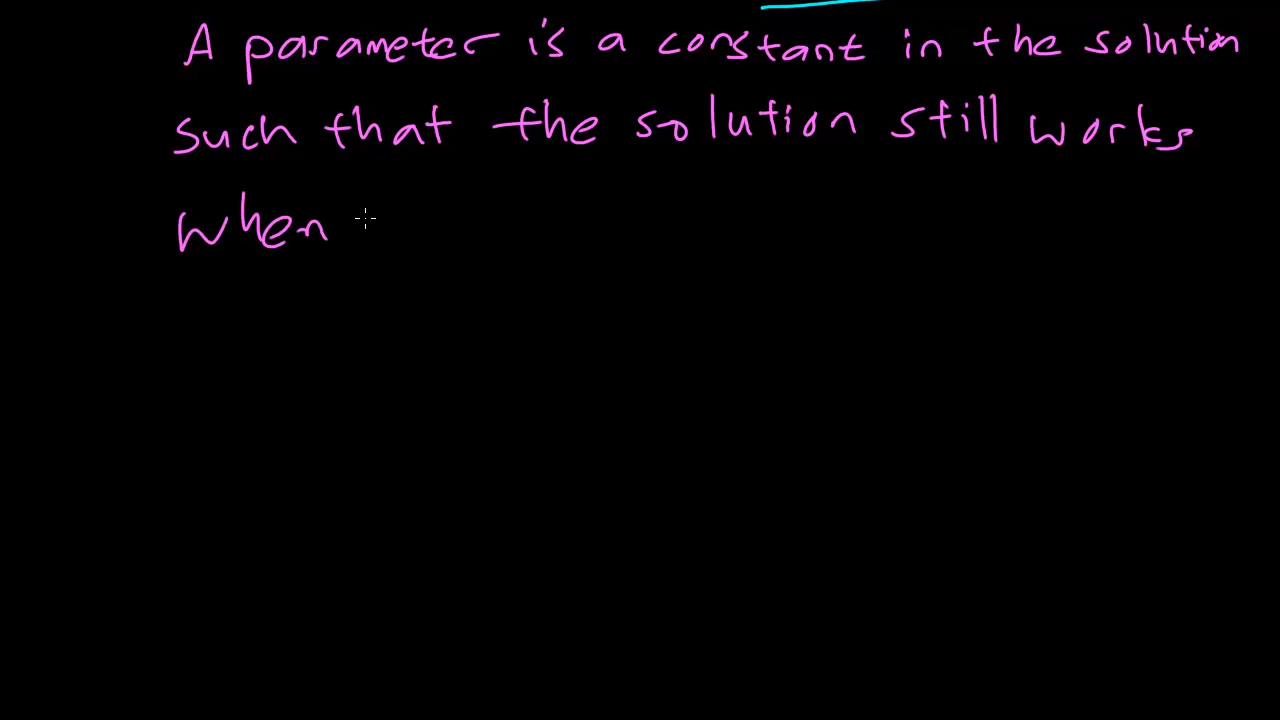 A parameter is a constant in the solution
such that the solution still works
when